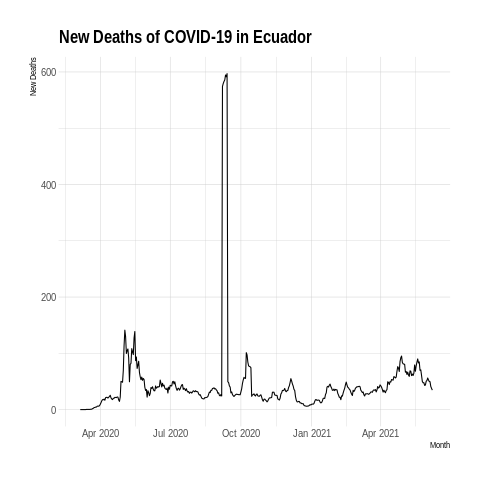 New Deaths of COVID-19 in Ecuador
New Deaths
600
400
200
0
Apr 2020 Jul 2020 Oct 2020 Jan 2021 Apr 2021
Month